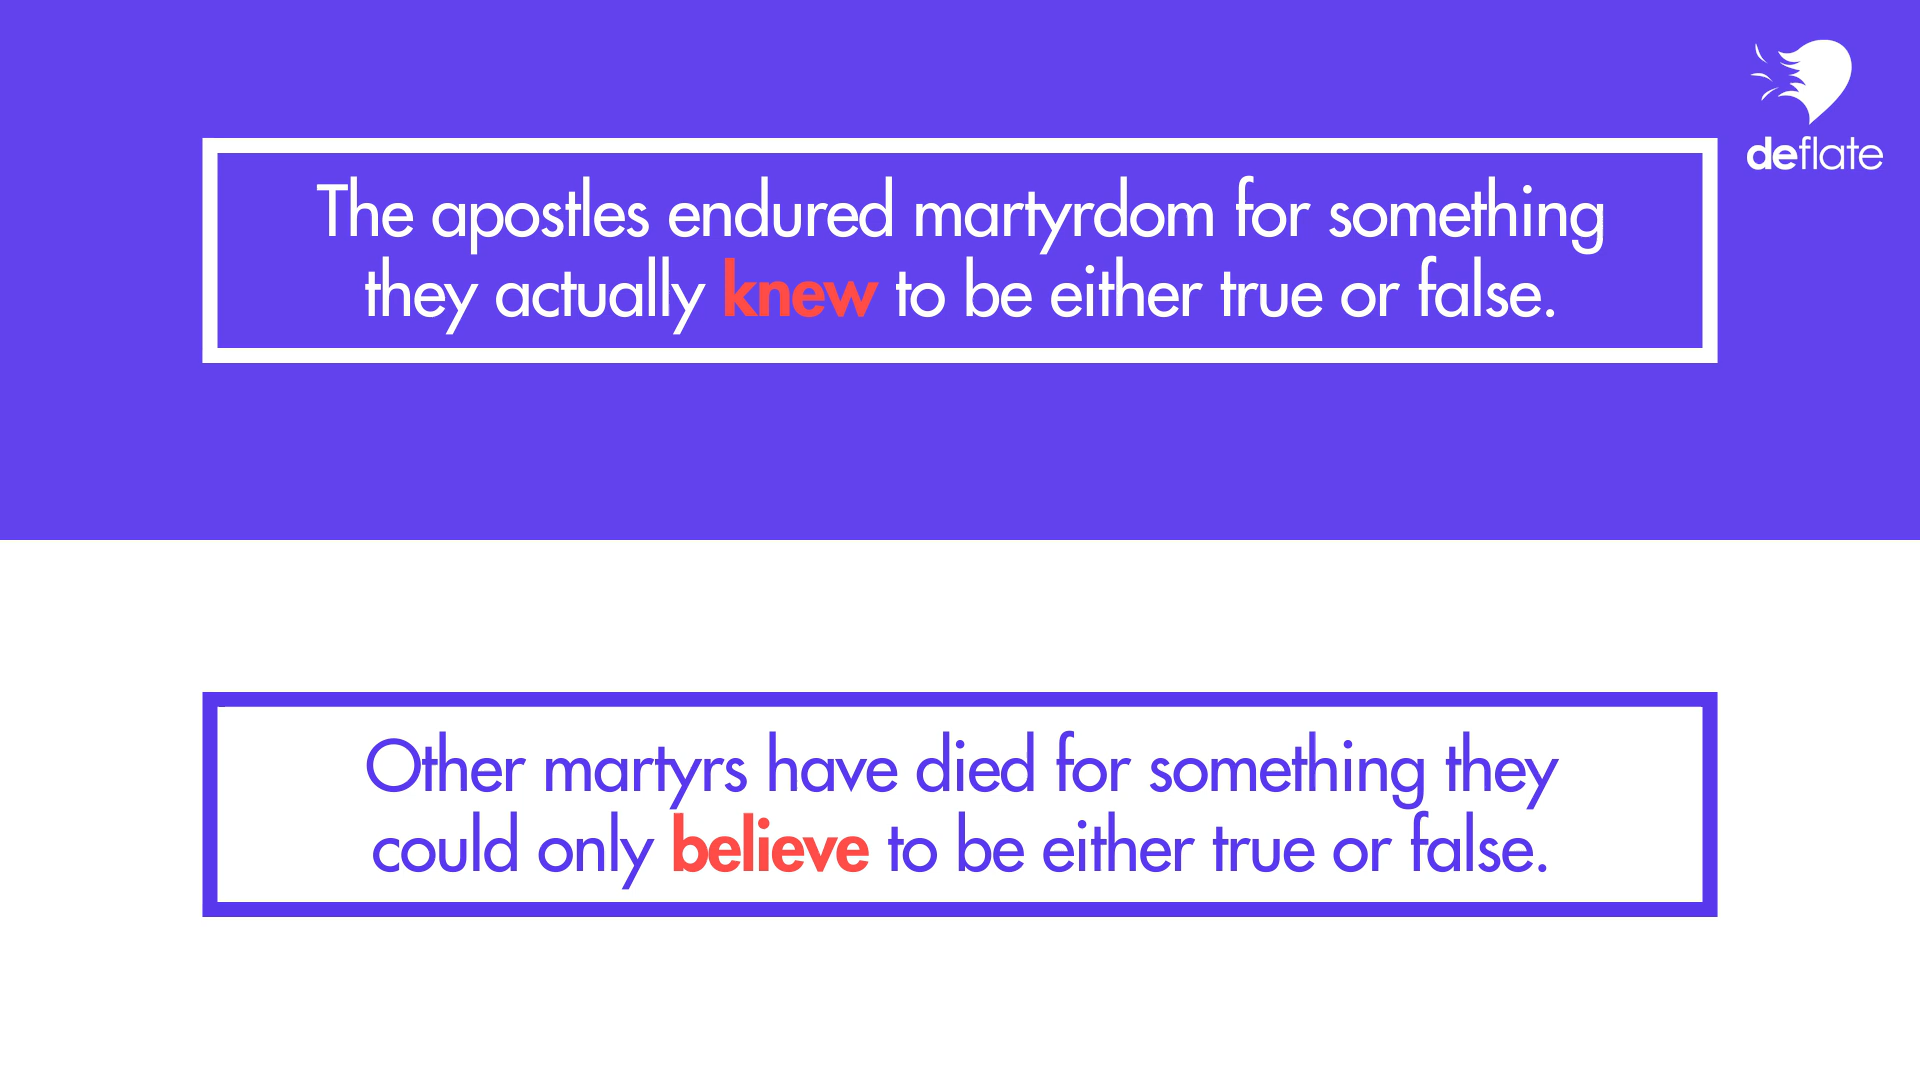 deflate
The apostles endured martyrdom for something
they actually knew to be either true or false.
Other martyrs have died for something they
could only believe to be either true or false.